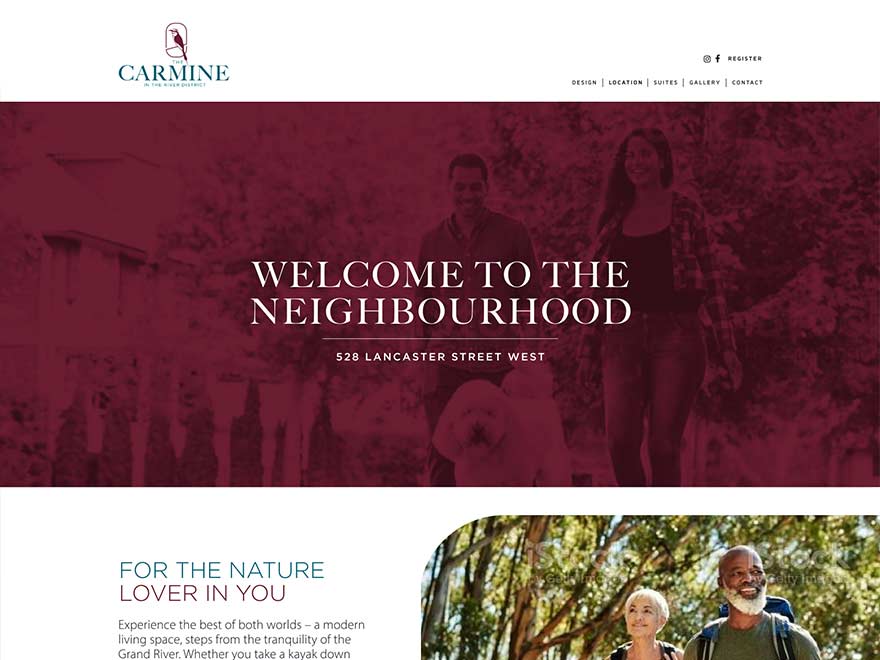 THE
CARMINE
IN THE RIVER DISTRICT
REGISTER
DESIGN | LOCATION | SUITES | GALLERY | CONTACT
WELCOME TO THE
NEIGHBOURHOOD
528 LANCASTER STREET WEST
FOR THE NATURE
LOVER IN YOU
Experience the best of both worlds – a modern
living space, steps from the tranquility of the
Grand River. Whether you take a kayak down
iStock
by Getty Images
iStock
by Getty Images